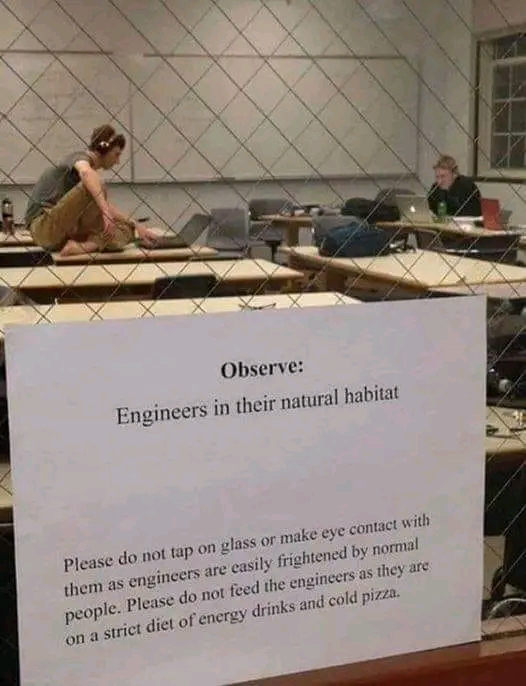 Observe:
Engineers in their natural habitat
Please do not tap on glass or make eye contact with
them as engineers are easily frightened by normal
people. Please do not feed the engineers as they are
on a strict diet of energy drinks and cold pizza.